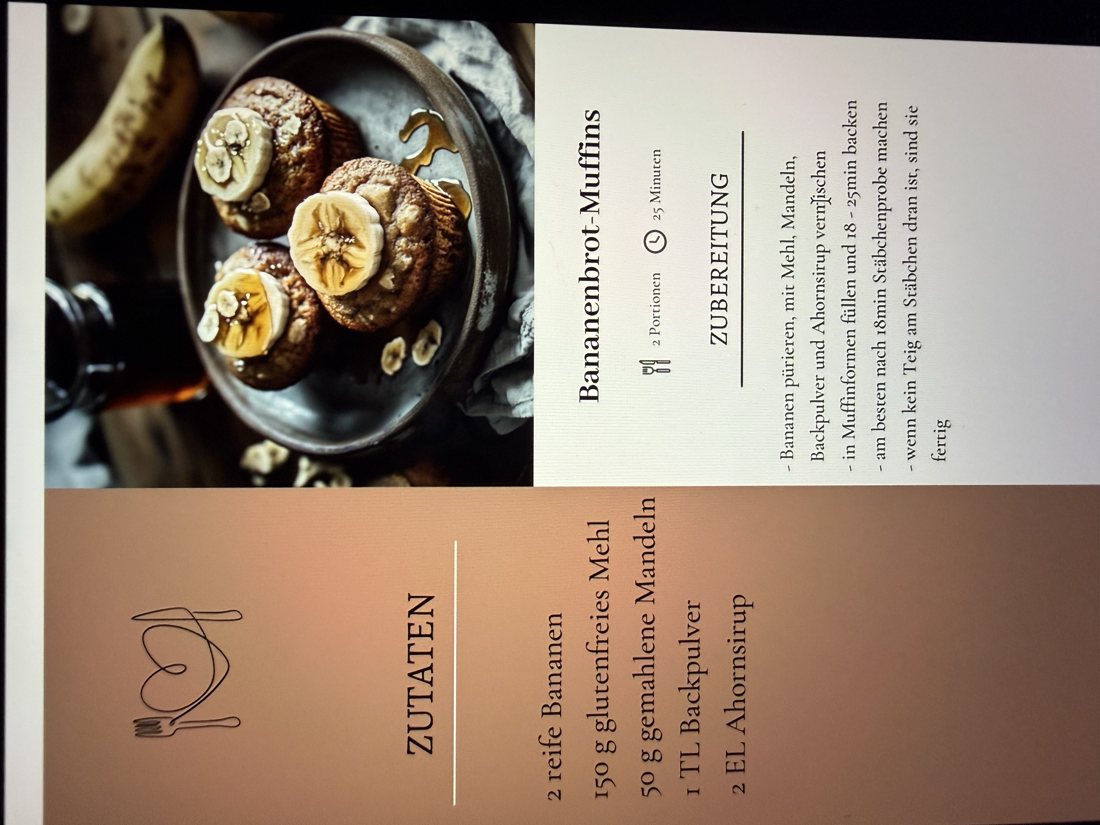 ZUTATEN
2 reife Bananen
150 g glutenfreies Mehl
50 g gemahlene Mandeln
1 TL Backpulver
2 EL Ahornsirup
Bananenbrot-Muffins
2 Portionen 25 Minuten
ZUBEREITUNG
- Bananen pürieren, mit Mehl, Mandeln,
Backpulver und Ahornsirup vermischen
- in Muffinformen füllen und 18 - 25min backen
- am besten nach 18min Stäbchenprobe machen
- wenn kein Teig am Stäbchen dran ist, sind sie
fertig